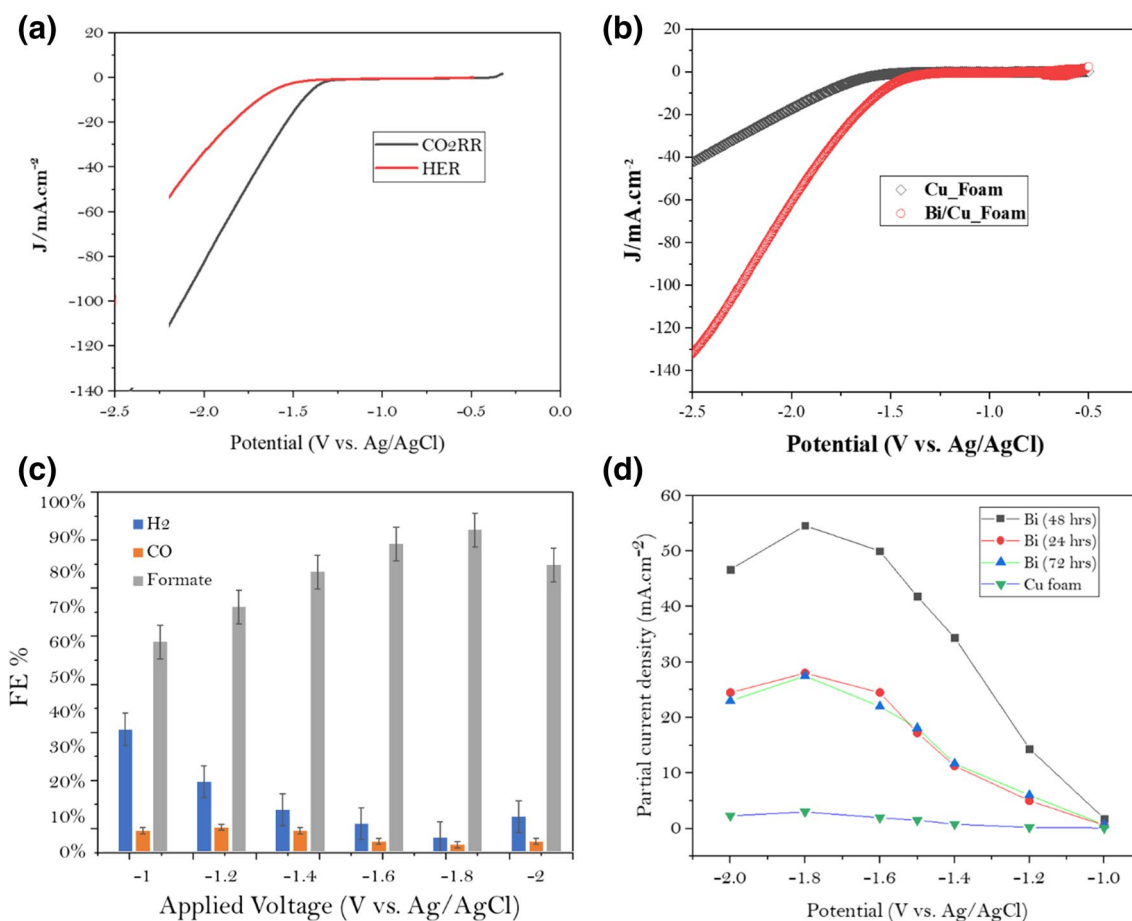 (a)
20
0
-20
-40
-60
-80
-100
-120
-140
J/mA.cm-2
CO2RR
HER
-2.5
-2.0
-1.5
-1.0
-0.5
0.0
Potential (V vs. Ag/AgCl)
(b)
20
0
-20
-40
-60
-80
-100
-120
-140
J/mA.cm-2
Cu_Foam
Bi/Cu_Foam
-2.5
-2.0
-1.5
-1.0
-0.5
Potential (V vs. Ag/AgCl)
(c)
100%
90%
80%
70%
60%
50%
40%
30%
20%
10%
0%
FE %
H2
CO
Formate
-1
-1.2
-1.4
-1.6
-1.8
-2
Applied Voltage (V vs. Ag/AgCl)
(d)
60
50
40
30
20
10
0
Partial current density (mA.cm-2)
Bi (48 hrs)
Bi (24 hrs)
Bi (72 hrs)
Cu foam
-2.0
-1.8
-1.6
-1.4
-1.2
-1.0
Potential (V vs. Ag/AgCl)